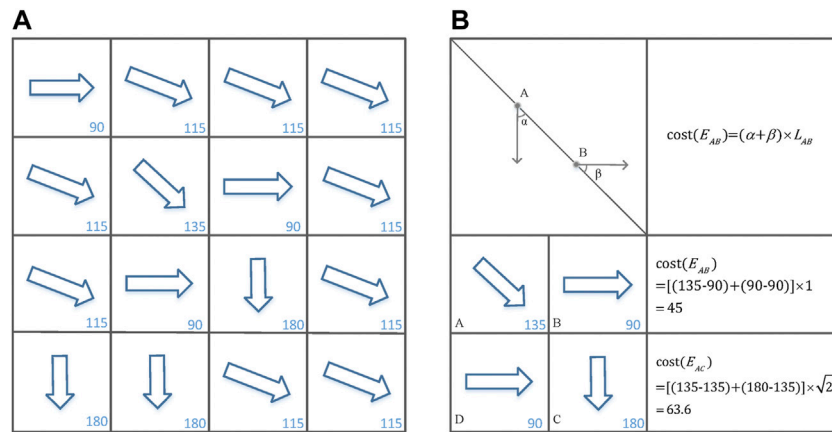 A
90 115 115 115
115 135 90 115
115 90 180 115
180 180 115 115
B
A
α
B
β
cost(E_AB)=(α+β)×L_AB
A 135 B 90
cost(E_AB)
=[(135-90)+(90-90)]×1
= 45
D 90 C 180
cost(E_AC)
=[(135-135)+(180-135)]×√2
= 63.6